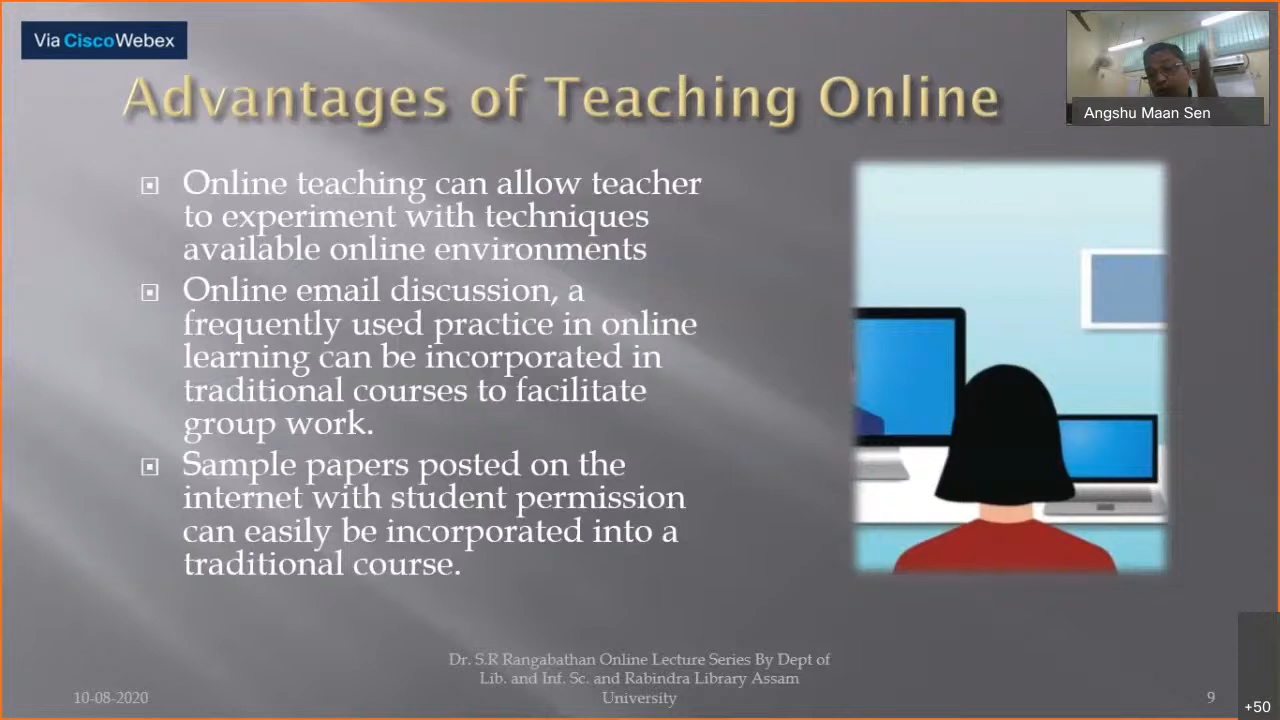 Via CiscoWebex
Advantages of Teaching Online
Angshu Maan Sen
Online teaching can allow teacher
to experiment with techniques
available online environments
Online email discussion, a
frequently used practice in online
learning can be incorporated in
traditional courses to facilitate
group work.
Sample papers posted on the
internet with student permission
can easily be incorporated into a
traditional course.
Dr. S.R Rangabathan Online Lecture Series By Dept of
Lib. and Inf. Sc. and Rabindra Library Assam
University
10-08-2020
9
+50